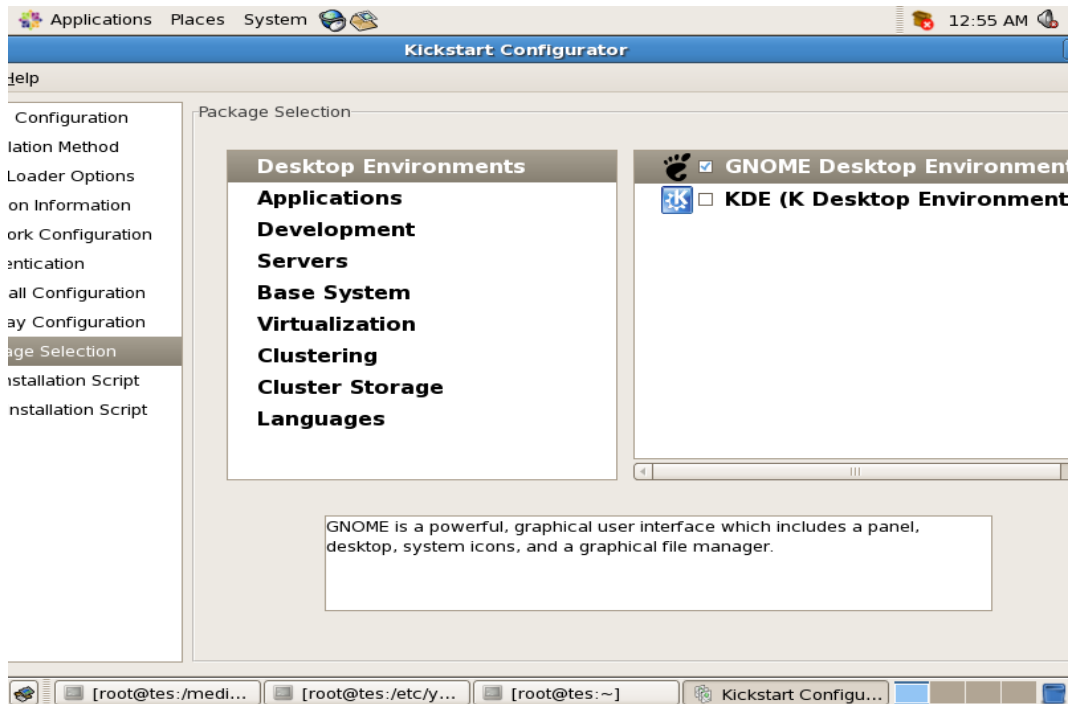 Applications Places System 12:55 AM
Kickstart Configurator
Help
Configuration
lation Method
Loader Options
on Information
ork Configuration
entication
all Configuration
ay Configuration
age Selection
nstallation Script
nstallation Script
Package Selection
Desktop Environments
Applications
Development
Servers
Base System
Virtualization
Clustering
Cluster Storage
Languages
GNOME Desktop Environment
KDE (K Desktop Environment
GNOME is a powerful, graphical user interface which includes a panel,
desktop, system icons, and a graphical file manager.
[root@tes:/medi... [root@tes:/etc/y... [root@tes:~] Kickstart Configu...